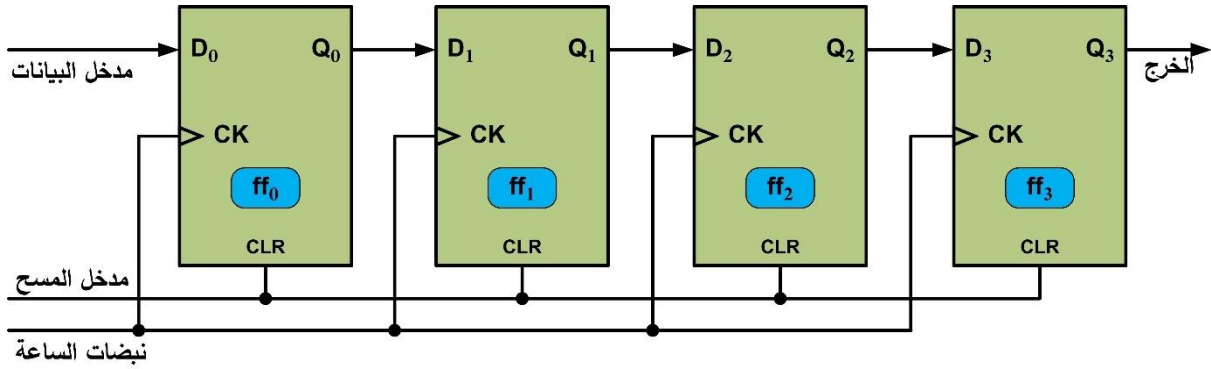 D₀ Q₀ D₁ Q₁ D₂ Q₂ D₃ Q₃
مدخل البيانات
الخرج
CK CK CK CK
ff₀ ff₁ ff₂ ff₃
CLR CLR CLR CLR
مدخل المسح
نبضات الساعة